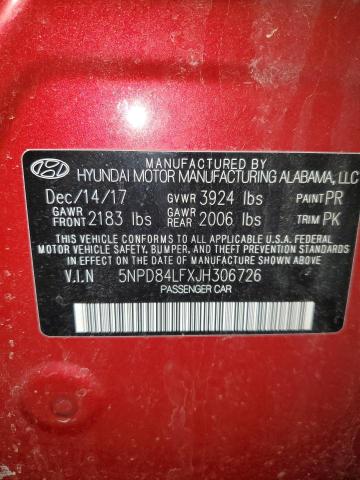 MFD BY
HYUNDAI MOTOR MANUFACTURING ALABAMA, LLC
Dec/14/17 GVWR 3924 lbs PAINT PR
GAWR FRONT 2183 lbs GAWR REAR 2006 lbs TRIM PK
THIS VEHICLE CONFORMS TO ALL APPLICABLE U.S.A. FEDERAL
MOTOR VEHICLE SAFETY, BUMPER, AND THEFT PREVENTION STANDARDS
IN EFFECT ON THE DATE OF MANUFACTURE SHOWN ABOVE.
V.I.N 5NPD84LFXJH306726
PASSENGER CAR